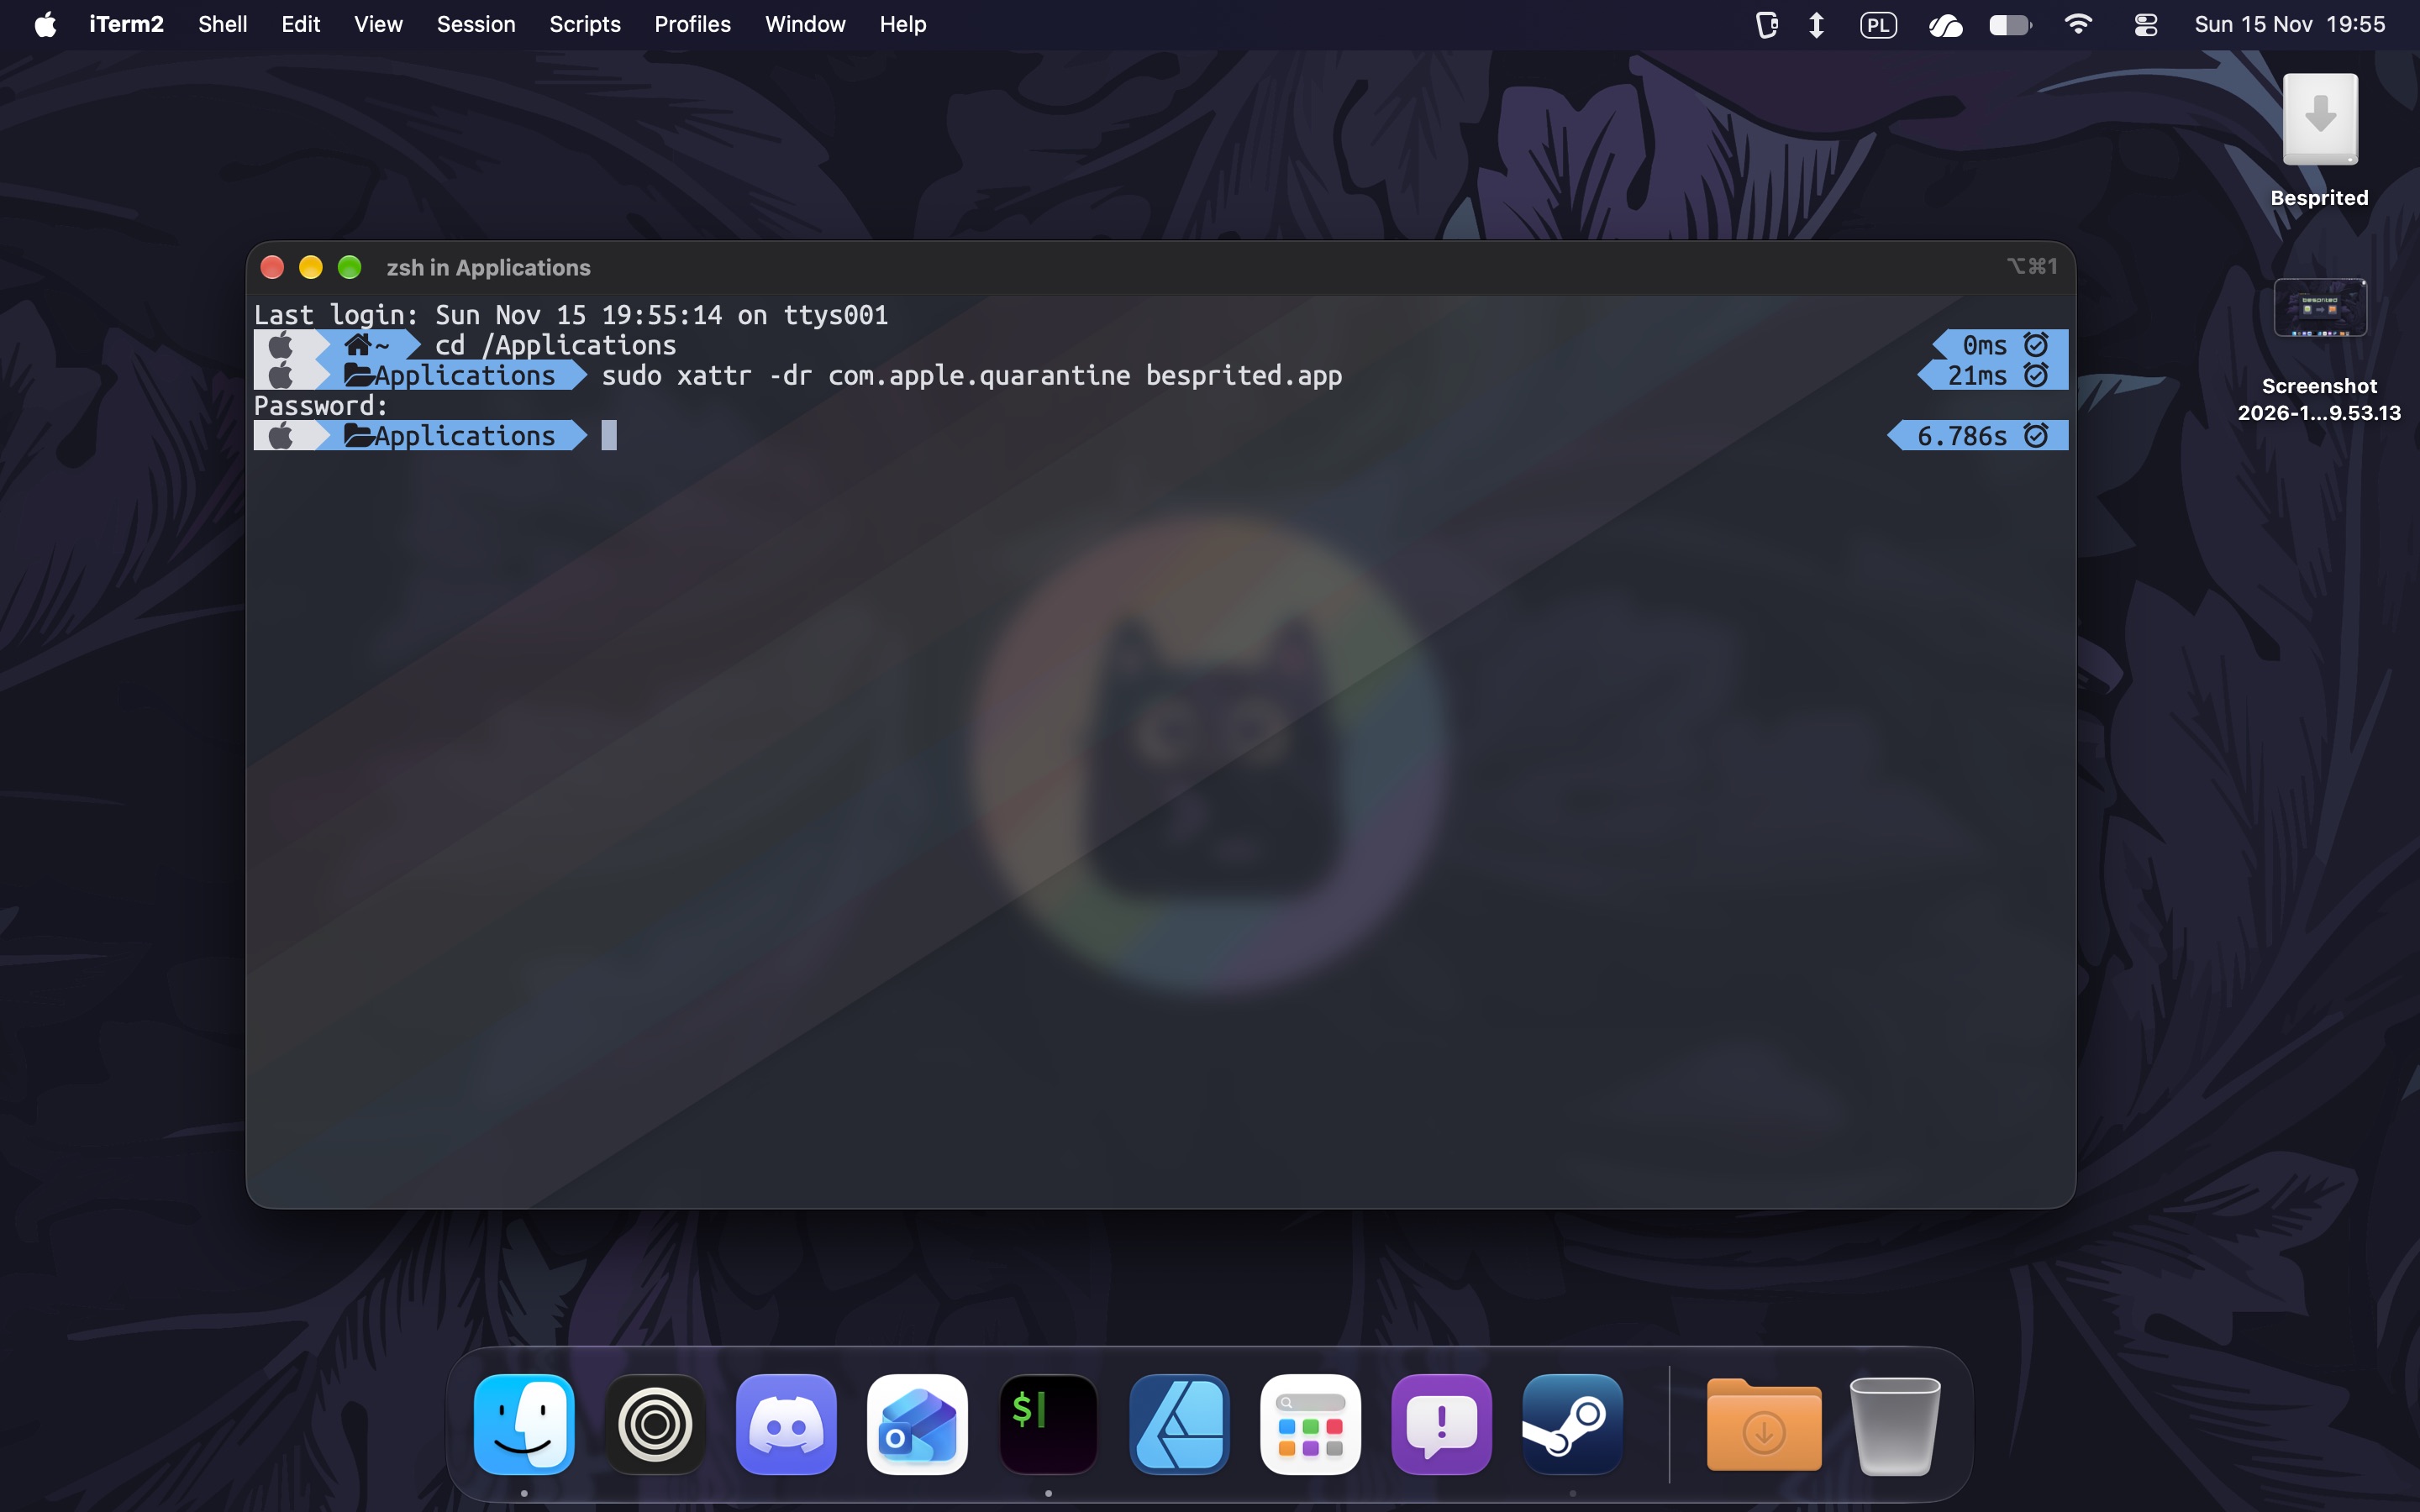 iTerm2 Shell Edit View Session Scripts Profiles Window Help PL Sun 15 Nov 19:55
Besprited
Screenshot
2026-1...9.53.13
zsh in Applications ⌥⌘1
Last login: Sun Nov 15 19:55:14 on ttys001
~ cd /Applications 0ms
Applications sudo xattr -dr com.apple.quarantine besprited.app 21ms
Password:
Applications 6.786s
$
O
!